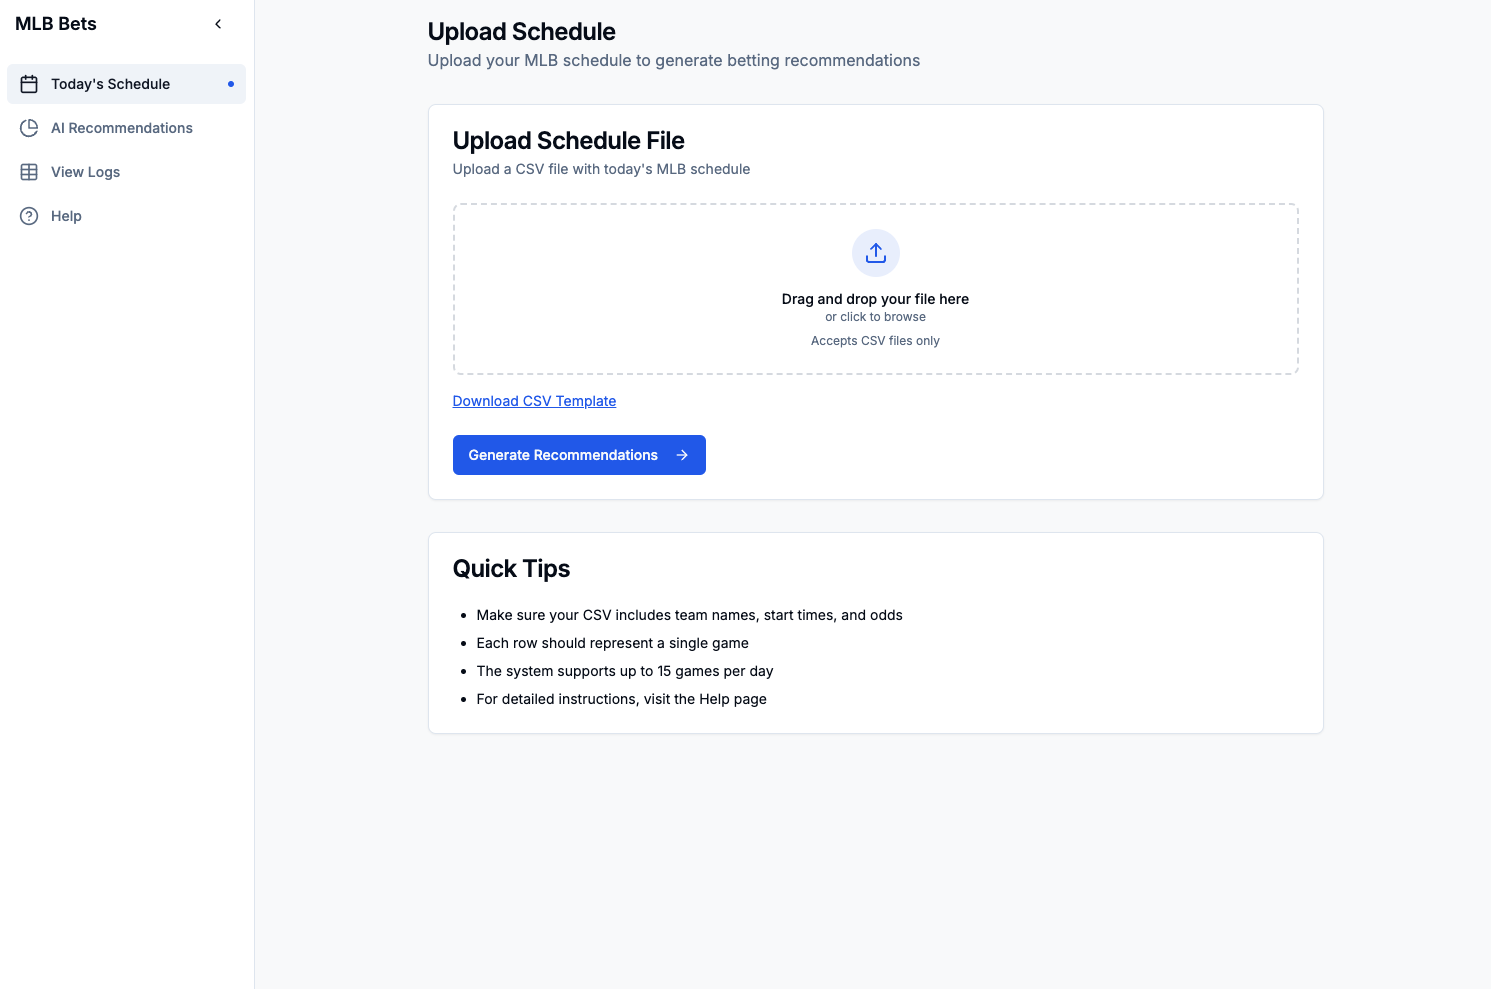 MLB Bets
Today's Schedule
AI Recommendations
View Logs
Help
Upload Schedule
Upload your MLB schedule to generate betting recommendations
Upload Schedule File
Upload a CSV file with today's MLB schedule
Drag and drop your file here
or click to browse
Accepts CSV files only
Download CSV Template
Generate Recommendations
Quick Tips
Make sure your CSV includes team names, start times, and odds
Each row should represent a single game
The system supports up to 15 games per day
For detailed instructions, visit the Help page